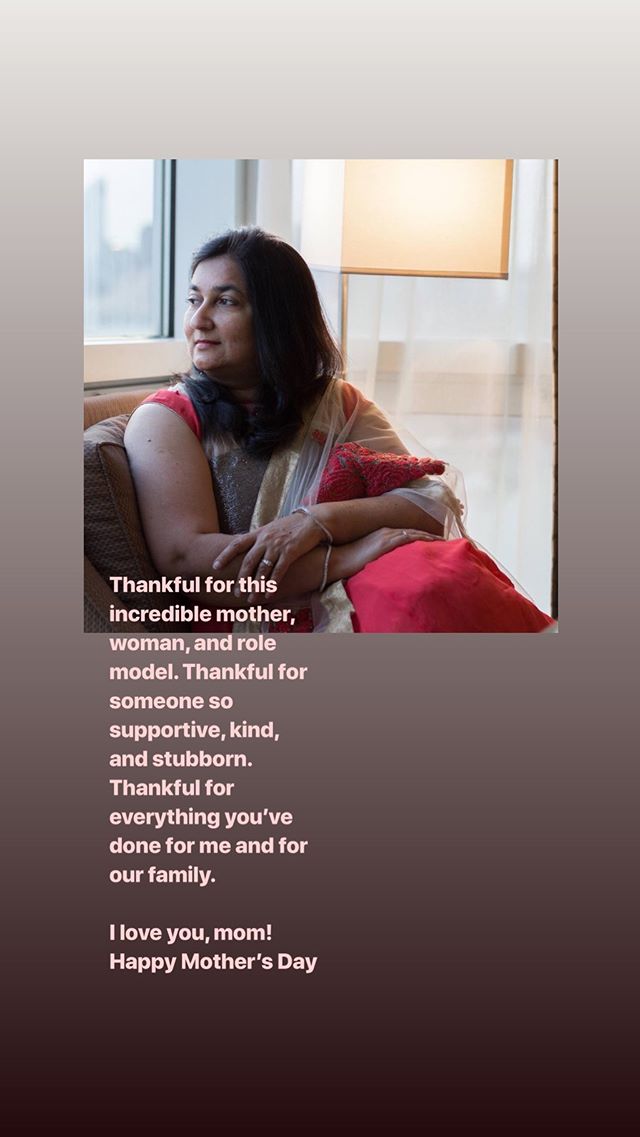 Thankful for this
incredible mother,
woman, and role
model. Thankful for
someone so
supportive, kind,
and stubborn.
Thankful for
everything you’ve
done for me and for
our family.

I love you, mom!
Happy Mother’s Day